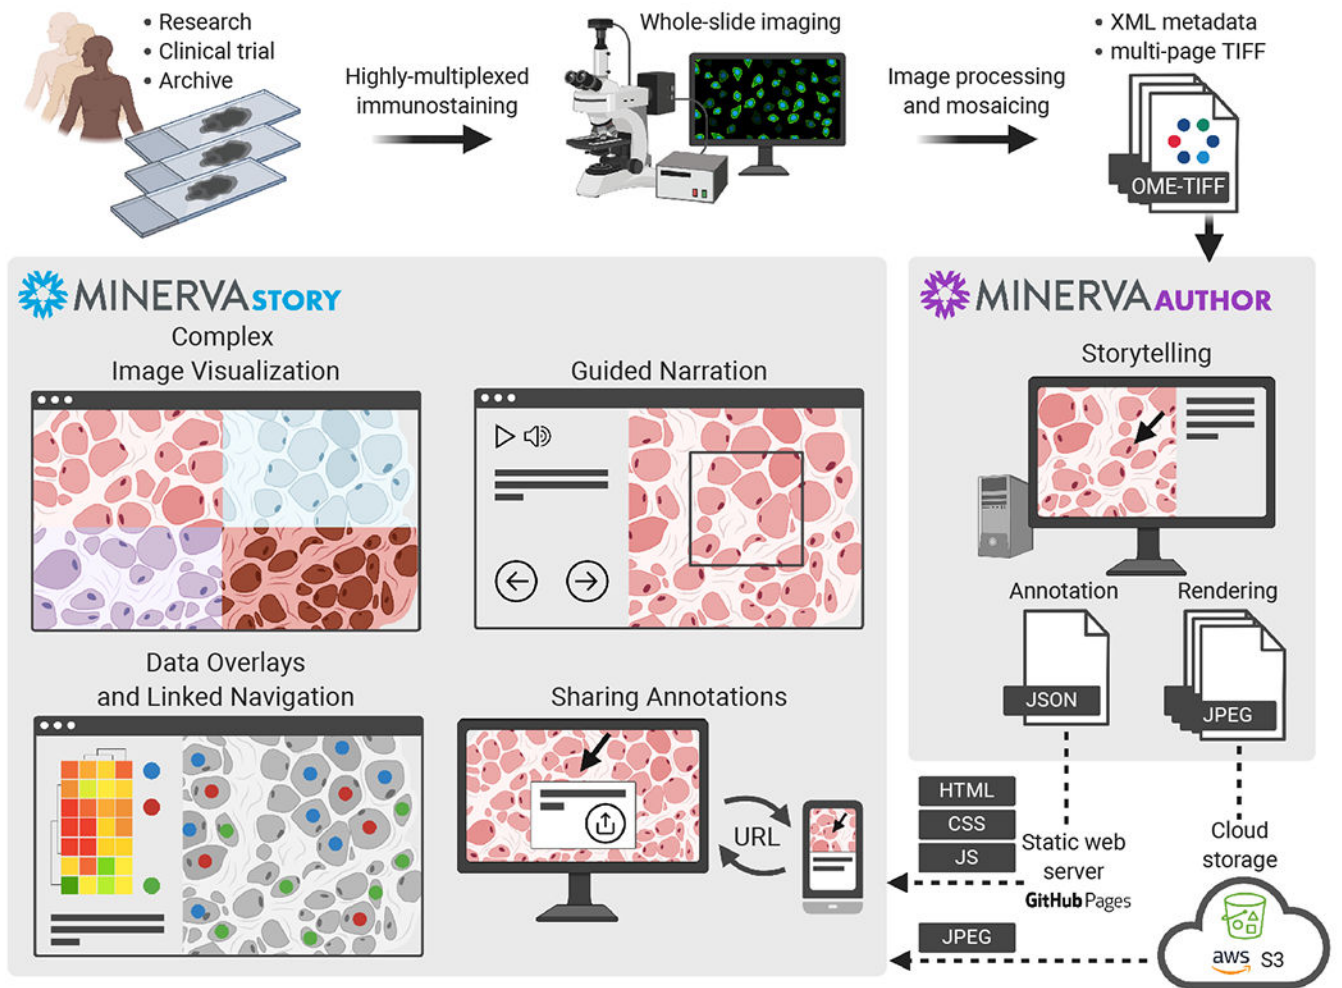 • Research
• Clinical trial
• Archive
Highly-multiplexed
immunostaining
Whole-slide imaging
Image processing
and mosaicing
• XML metadata
• multi-page TIFF
OME-TIFF
MINERVA STORY
Complex
Image Visualization
Guided Narration
Data Overlays
and Linked Navigation
Sharing Annotations
URL
MINERVA AUTHOR
Storytelling
Annotation
Rendering
JSON
JPEG
HTML
CSS
JS
Static web
server
GitHub Pages
Cloud
storage
JPEG
aws S3